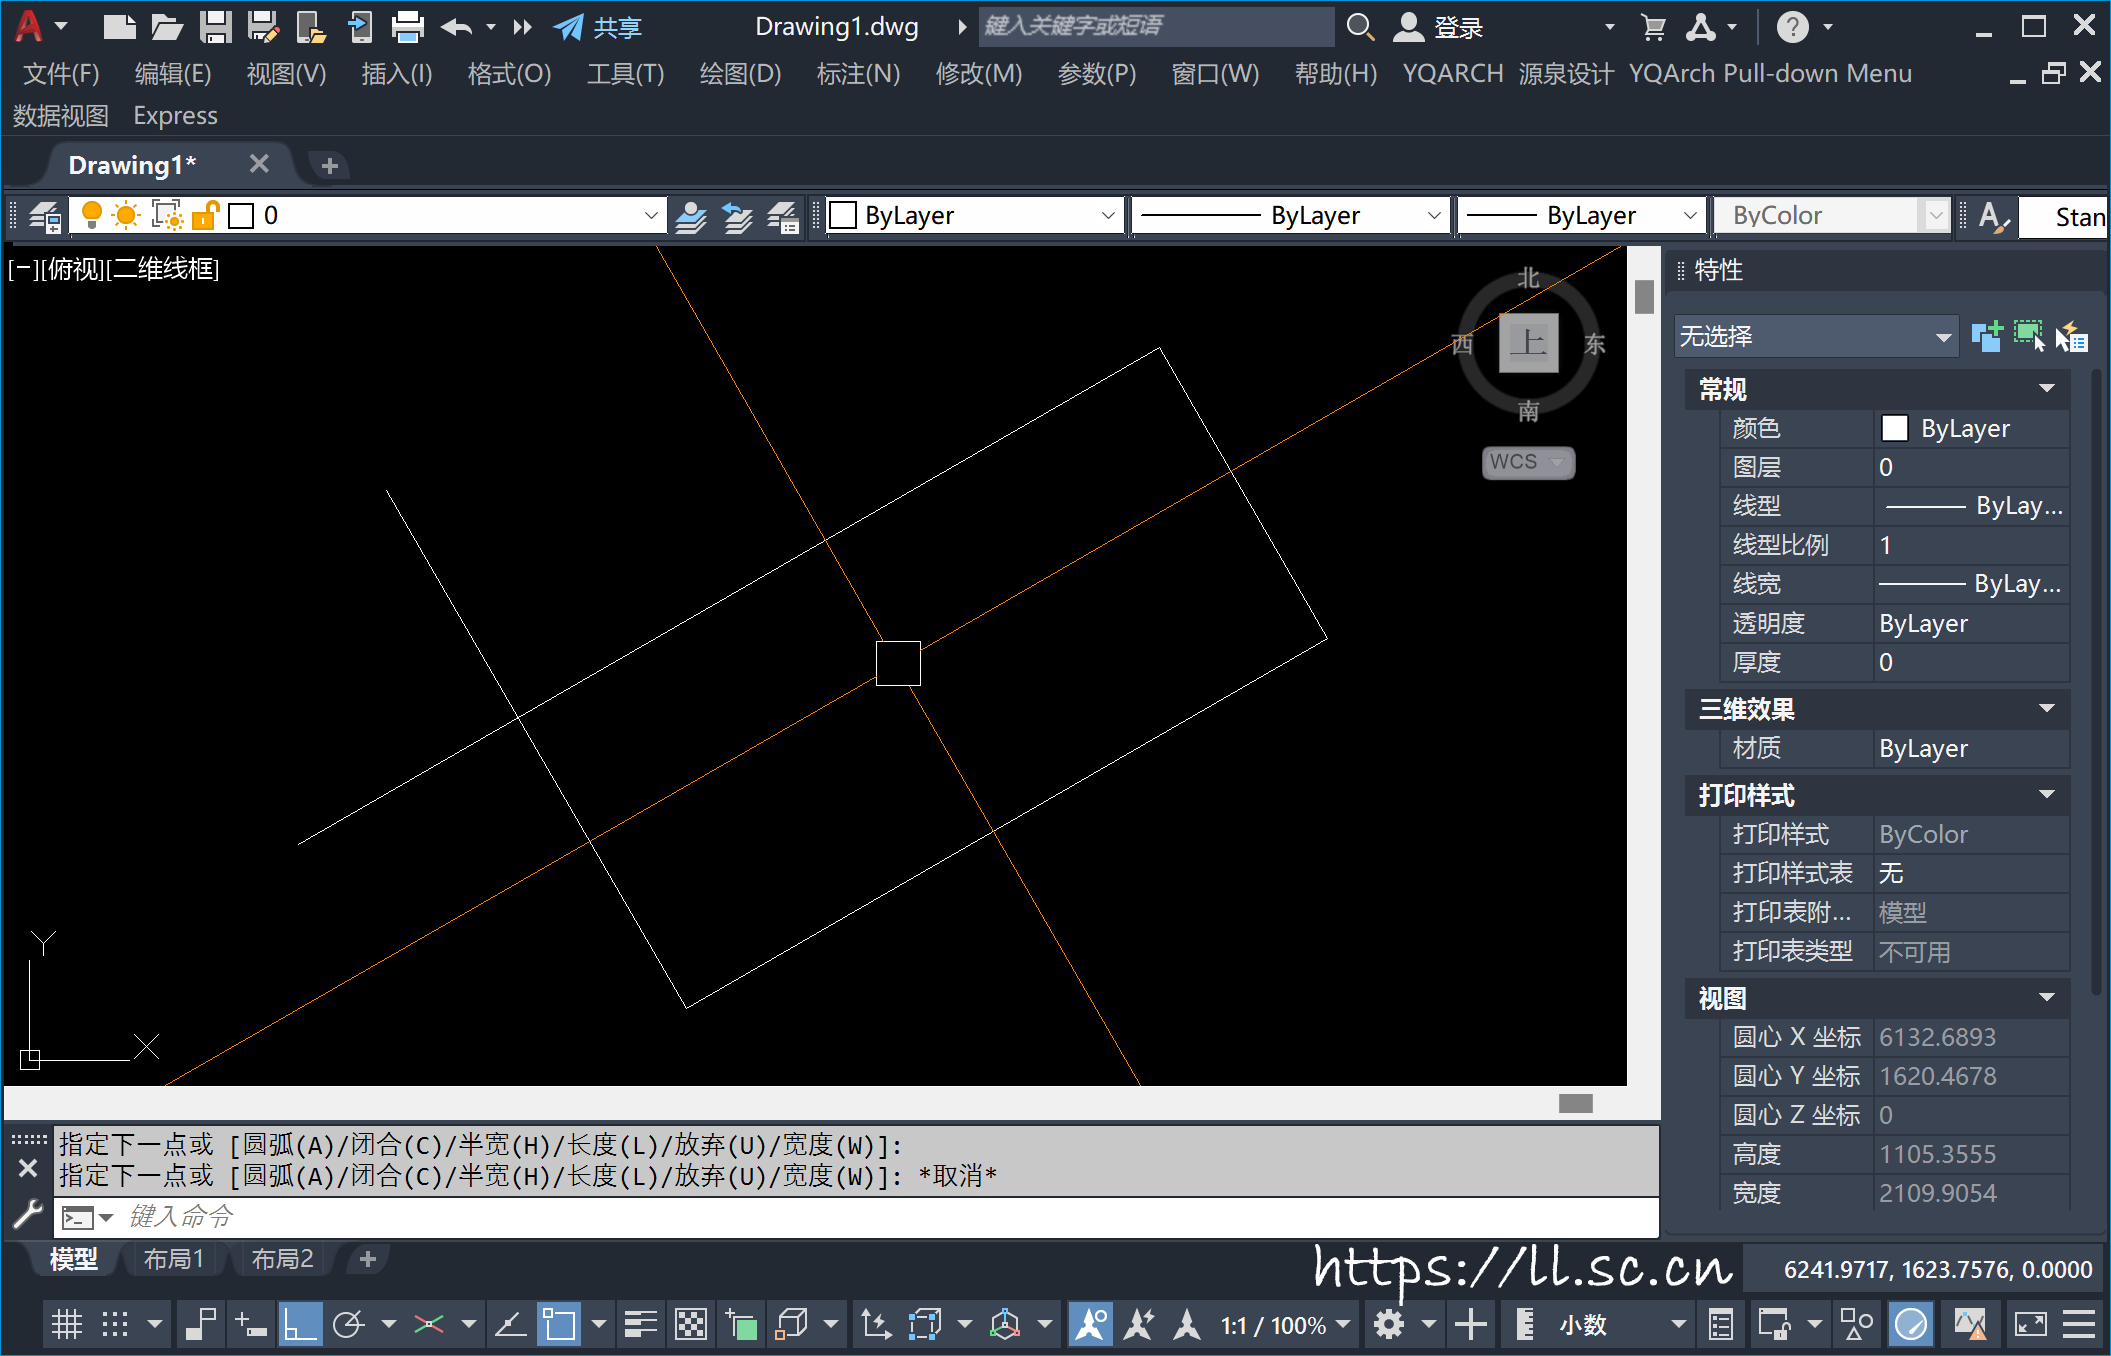 共享 Drawing1.dwg 键入关键字或短语 登录
文件(F) 编辑(E) 视图(V) 插入(I) 格式(O) 工具(T) 绘图(D) 标注(N) 修改(M) 参数(P) 窗口(W) 帮助(H) YQARCH 源泉设计 YQArch Pull-down Menu
数据视图 Express
Drawing1*
0 ByLayer ByLayer ByLayer ByColor Stan
[−][俯视][二维线框]
北
西 上 东
南
WCS
Y
X
特性
无选择
常规
颜色 ByLayer
图层 0
线型 ByLay...
线型比例 1
线宽 ByLay...
透明度 ByLayer
厚度 0
三维效果
材质 ByLayer
打印样式
打印样式 ByColor
打印样式表 无
打印表附... 模型
打印表类型 不可用
视图
圆心 X 坐标 6132.6893
圆心 Y 坐标 1620.4678
圆心 Z 坐标 0
高度 1105.3555
宽度 2109.9054
指定下一点或 [圆弧(A)/闭合(C)/半宽(H)/长度(L)/放弃(U)/宽度(W)]:
指定下一点或 [圆弧(A)/闭合(C)/半宽(H)/长度(L)/放弃(U)/宽度(W)]: *取消*
键入命令
模型 布局1 布局2
https://ll.sc.cn
6241.9717, 1623.7576, 0.0000
1:1 / 100% 小数